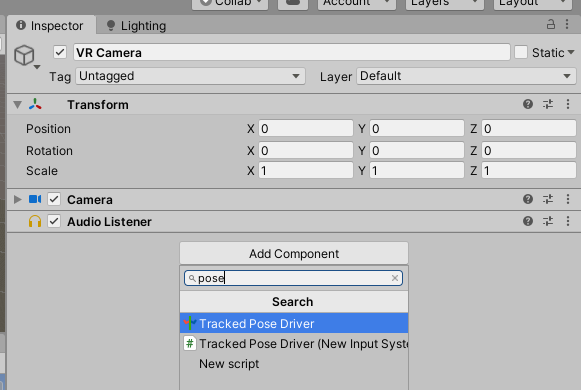 Collab Account Layers Layout
Inspector Lighting
VR Camera Static
Tag Untagged Layer Default
Transform
Position X 0 Y 0 Z 0
Rotation X 0 Y 0 Z 0
Scale X 1 Y 1 Z 1
Camera
Audio Listener
Add Component
pose
Search
Tracked Pose Driver
# Tracked Pose Driver (New Input Syste
New script